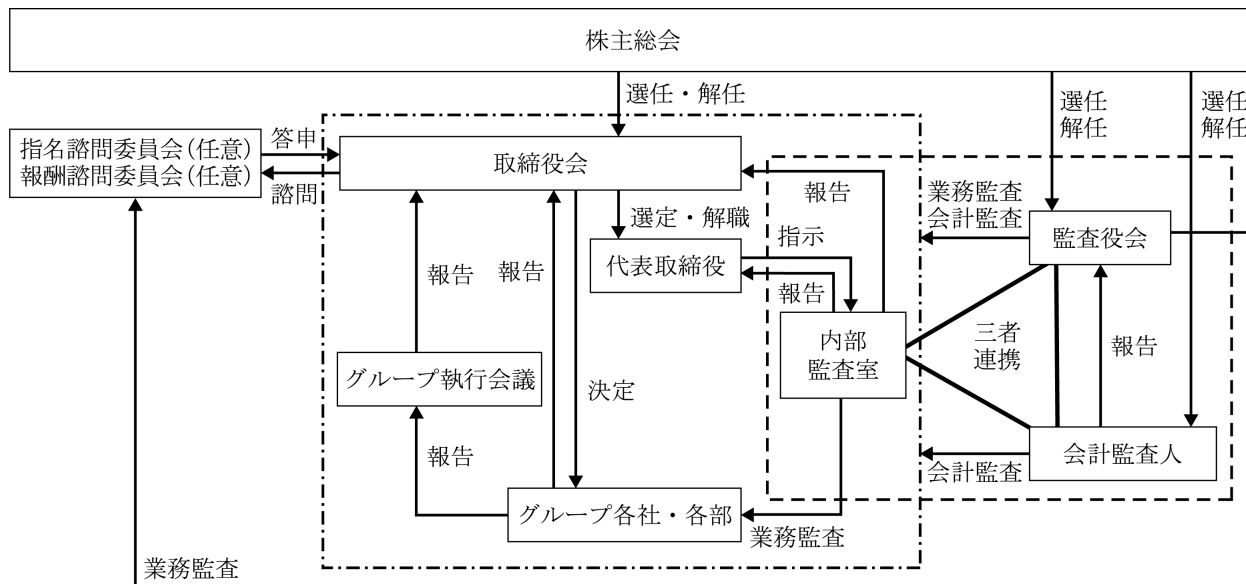 株主総会
選任・解任
選任
解任
選任
解任
指名諮問委員会(任意)
報酬諮問委員会(任意)
答申
諮問
取締役会
報告
業務監査
会計監査
監査役会
選定・解職
指示
代表取締役
報告
報告
報告
内部
監査室
三者
連携
報告
グループ執行会議
決定
報告
会計監査人
会計監査
グループ各社・各部
業務監査
業務監査